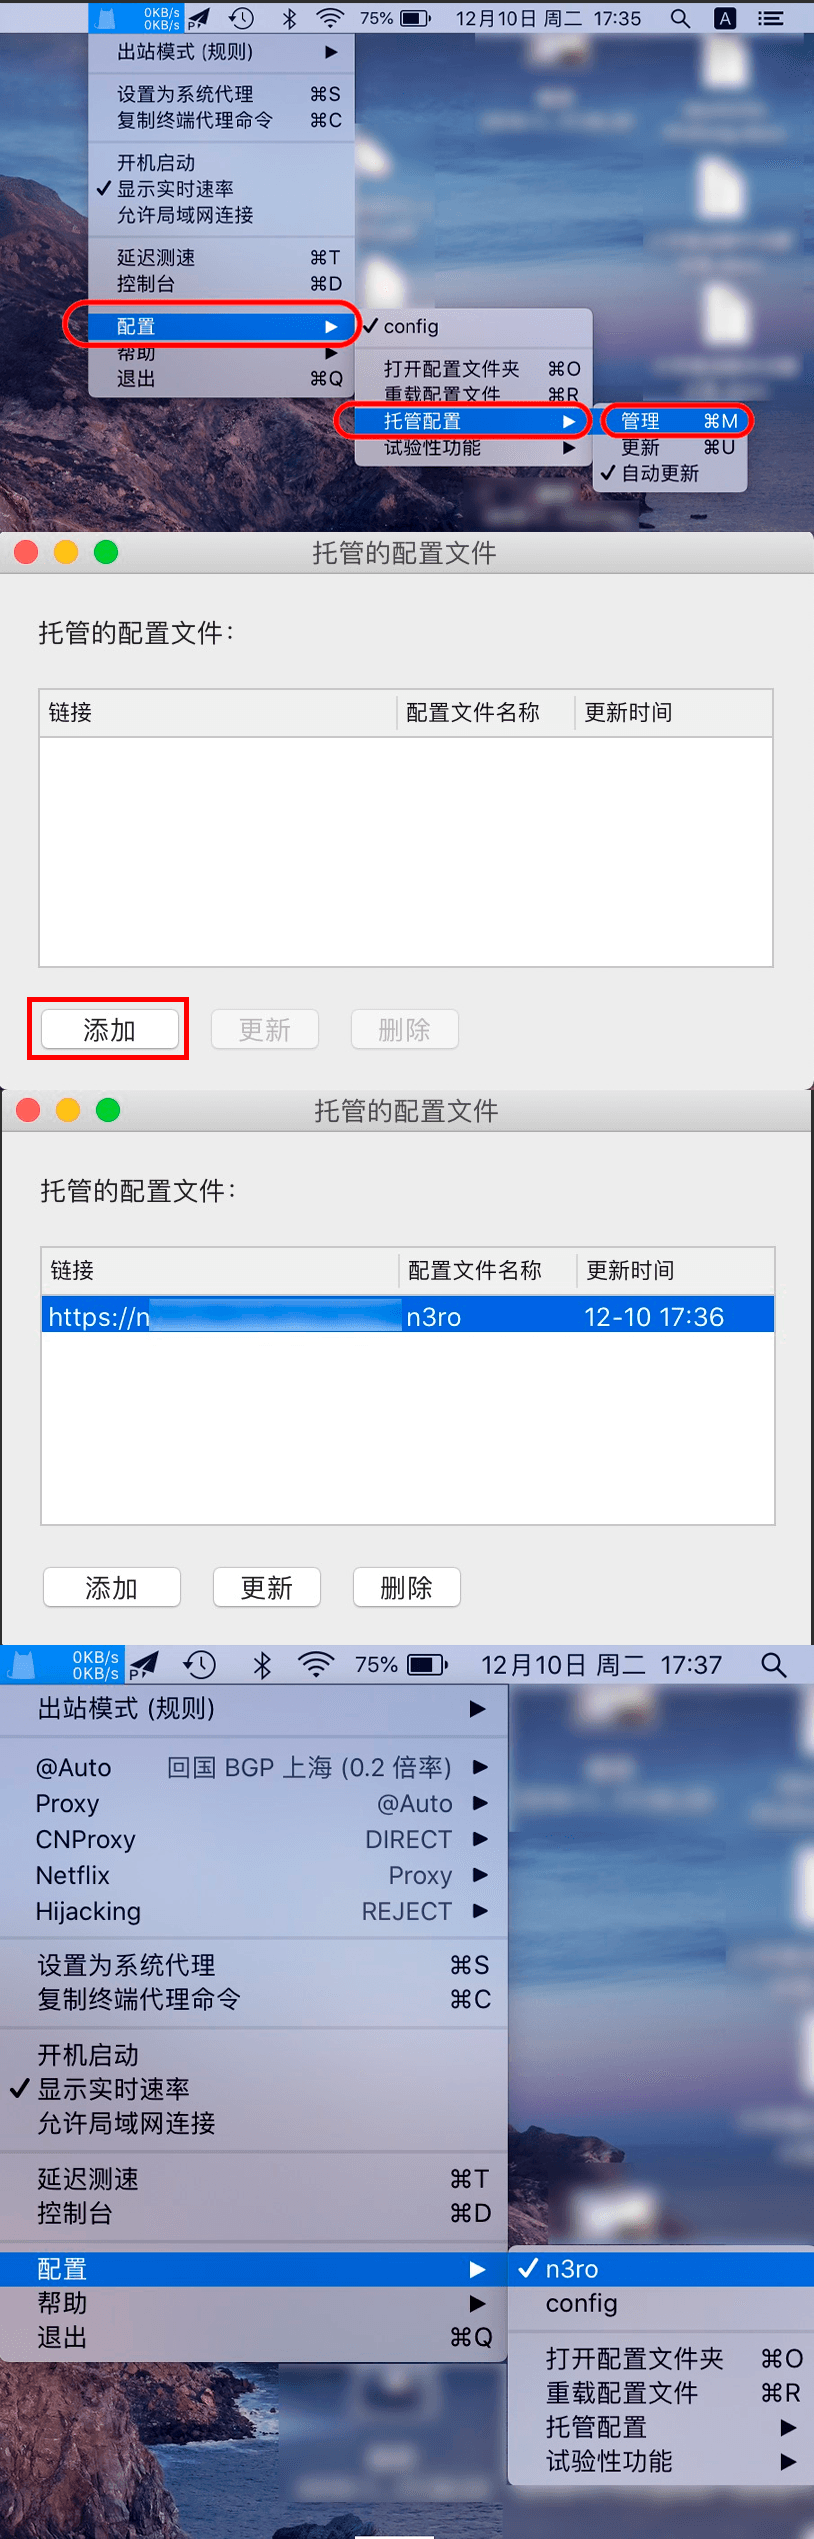 0KB/s
0KB/s
75%
12月10日 周二 17:35
A
出站模式 (规则)
设置为系统代理 ⌘S
复制终端代理命令 ⌘C
开机启动
✓ 显示实时速率
允许局域网连接
延迟测速 ⌘T
控制台 ⌘D
配置
帮助
退出 ⌘Q
✓ config
打开配置文件夹 ⌘O
重载配置文件 ⌘R
托管配置
试验性功能
管理 ⌘M
更新 ⌘U
✓ 自动更新
托管的配置文件
托管的配置文件:
链接 配置文件名称 更新时间
添加 更新 删除
托管的配置文件
托管的配置文件:
链接 配置文件名称 更新时间
https://n n3ro 12-10 17:36
添加 更新 删除
0KB/s
0KB/s
75%
12月10日 周二 17:37
出站模式 (规则)
@Auto 回国 BGP 上海 (0.2 倍率)
Proxy @Auto
CNProxy DIRECT
Netflix Proxy
Hijacking REJECT
设置为系统代理 ⌘S
复制终端代理命令 ⌘C
开机启动
✓ 显示实时速率
允许局域网连接
延迟测速 ⌘T
控制台 ⌘D
配置
帮助
退出 ⌘Q
✓ n3ro
config
打开配置文件夹 ⌘O
重载配置文件 ⌘R
托管配置
试验性功能